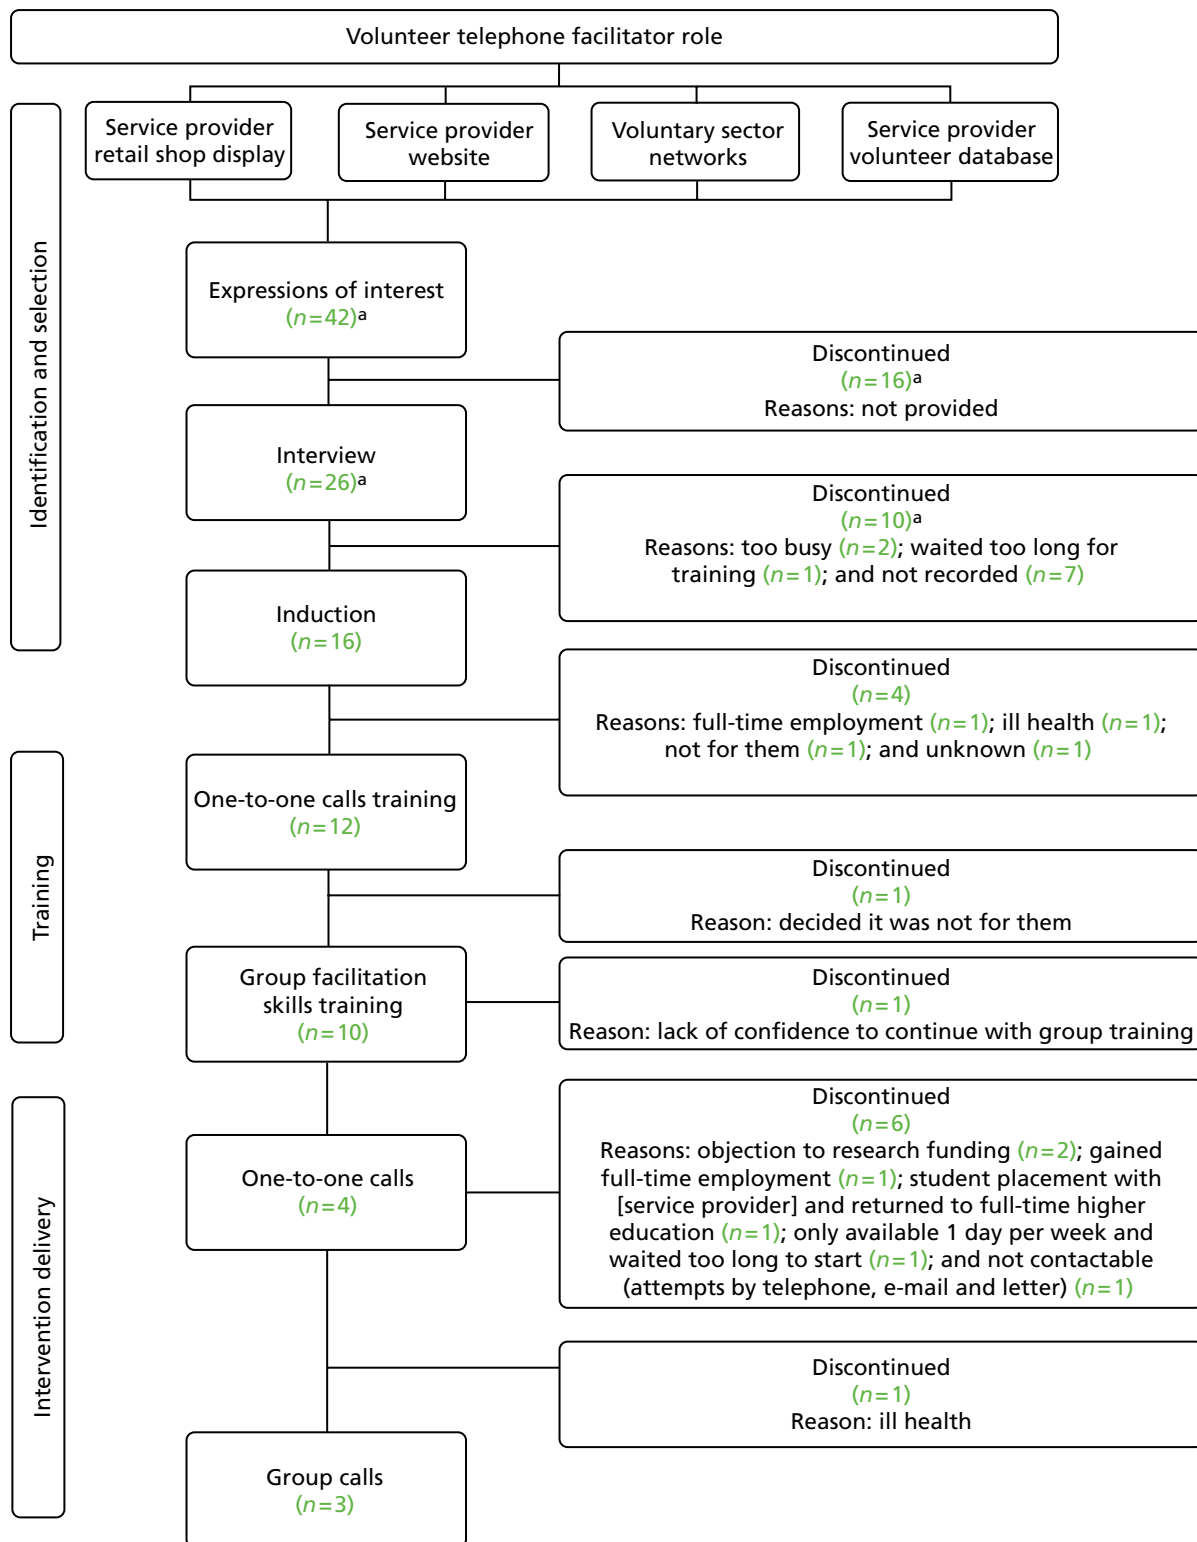 Volunteer telephone facilitator role
Service provider
retail shop display
Service provider
website
Voluntary sector
networks
Service provider
volunteer database
Identification and selection
Expressions of interest
(n=42)a
Discontinued
(n=16)a
Reasons: not provided
Interview
(n=26)a
Discontinued
(n=10)a
Reasons: too busy (n=2); waited too long for
training (n=1); and not recorded (n=7)
Induction
(n=16)
Discontinued
(n=4)
Reasons: full-time employment (n=1); ill health (n=1);
not for them (n=1); and unknown (n=1)
Training
One-to-one calls training
(n=12)
Discontinued
(n=1)
Reason: decided it was not for them
Group facilitation
skills training
(n=10)
Discontinued
(n=1)
Reason: lack of confidence to continue with group training
Intervention delivery
One-to-one calls
(n=4)
Discontinued
(n=6)
Reasons: objection to research funding (n=2); gained
full-time employment (n=1); student placement with
[service provider] and returned to full-time higher
education (n=1); only available 1 day per week and
waited too long to start (n=1); and not contactable
(attempts by telephone, e-mail and letter) (n=1)
Discontinued
(n=1)
Reason: ill health
Group calls
(n=3)